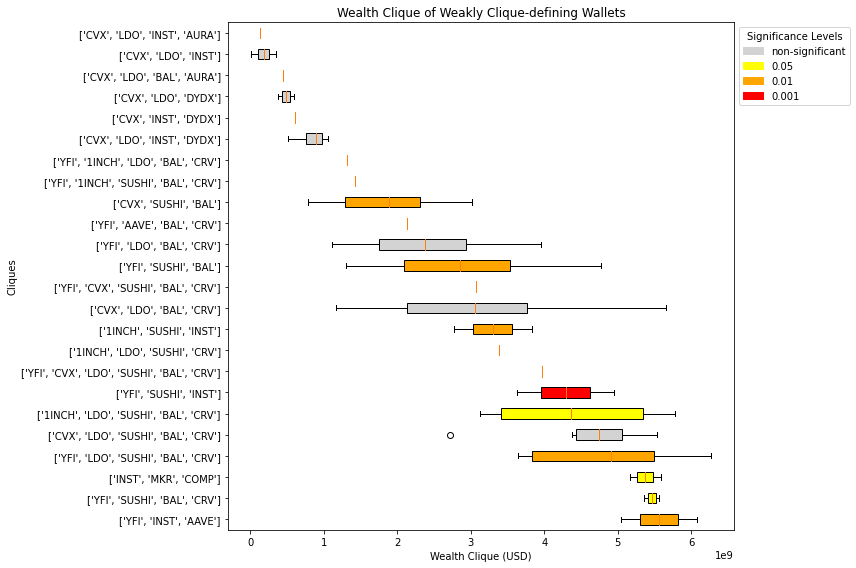 Wealth Clique of Weakly Clique-defining Wallets
['CVX', 'LDO', 'INST', 'AURA']
['CVX', 'LDO', 'INST']
['CVX', 'LDO', 'BAL', 'AURA']
['CVX', 'LDO', 'DYDX']
['CVX', 'INST', 'DYDX']
['CVX', 'LDO', 'INST', 'DYDX']
['YFI', '1INCH', 'LDO', 'BAL', 'CRV']
['YFI', '1INCH', 'SUSHI', 'BAL', 'CRV']
['CVX', 'SUSHI', 'BAL']
['YFI', 'AAVE', 'BAL', 'CRV']
['YFI', 'LDO', 'BAL', 'CRV']
['YFI', 'SUSHI', 'BAL']
['YFI', 'CVX', 'SUSHI', 'BAL', 'CRV']
['CVX', 'LDO', 'BAL', 'CRV']
['1INCH', 'SUSHI', 'INST']
['1INCH', 'LDO', 'SUSHI', 'CRV']
['YFI', 'CVX', 'LDO', 'SUSHI', 'BAL', 'CRV']
['YFI', 'SUSHI', 'INST']
['1INCH', 'LDO', 'SUSHI', 'BAL', 'CRV']
['CVX', 'LDO', 'SUSHI', 'BAL', 'CRV']
['YFI', 'LDO', 'SUSHI', 'BAL', 'CRV']
['INST', 'MKR', 'COMP']
['YFI', 'SUSHI', 'BAL', 'CRV']
['YFI', 'INST', 'AAVE']
Cliques
0 1 2 3 4 5 6
1e9
Wealth Clique (USD)
Significance Levels
non-significant
0.05
0.01
0.001